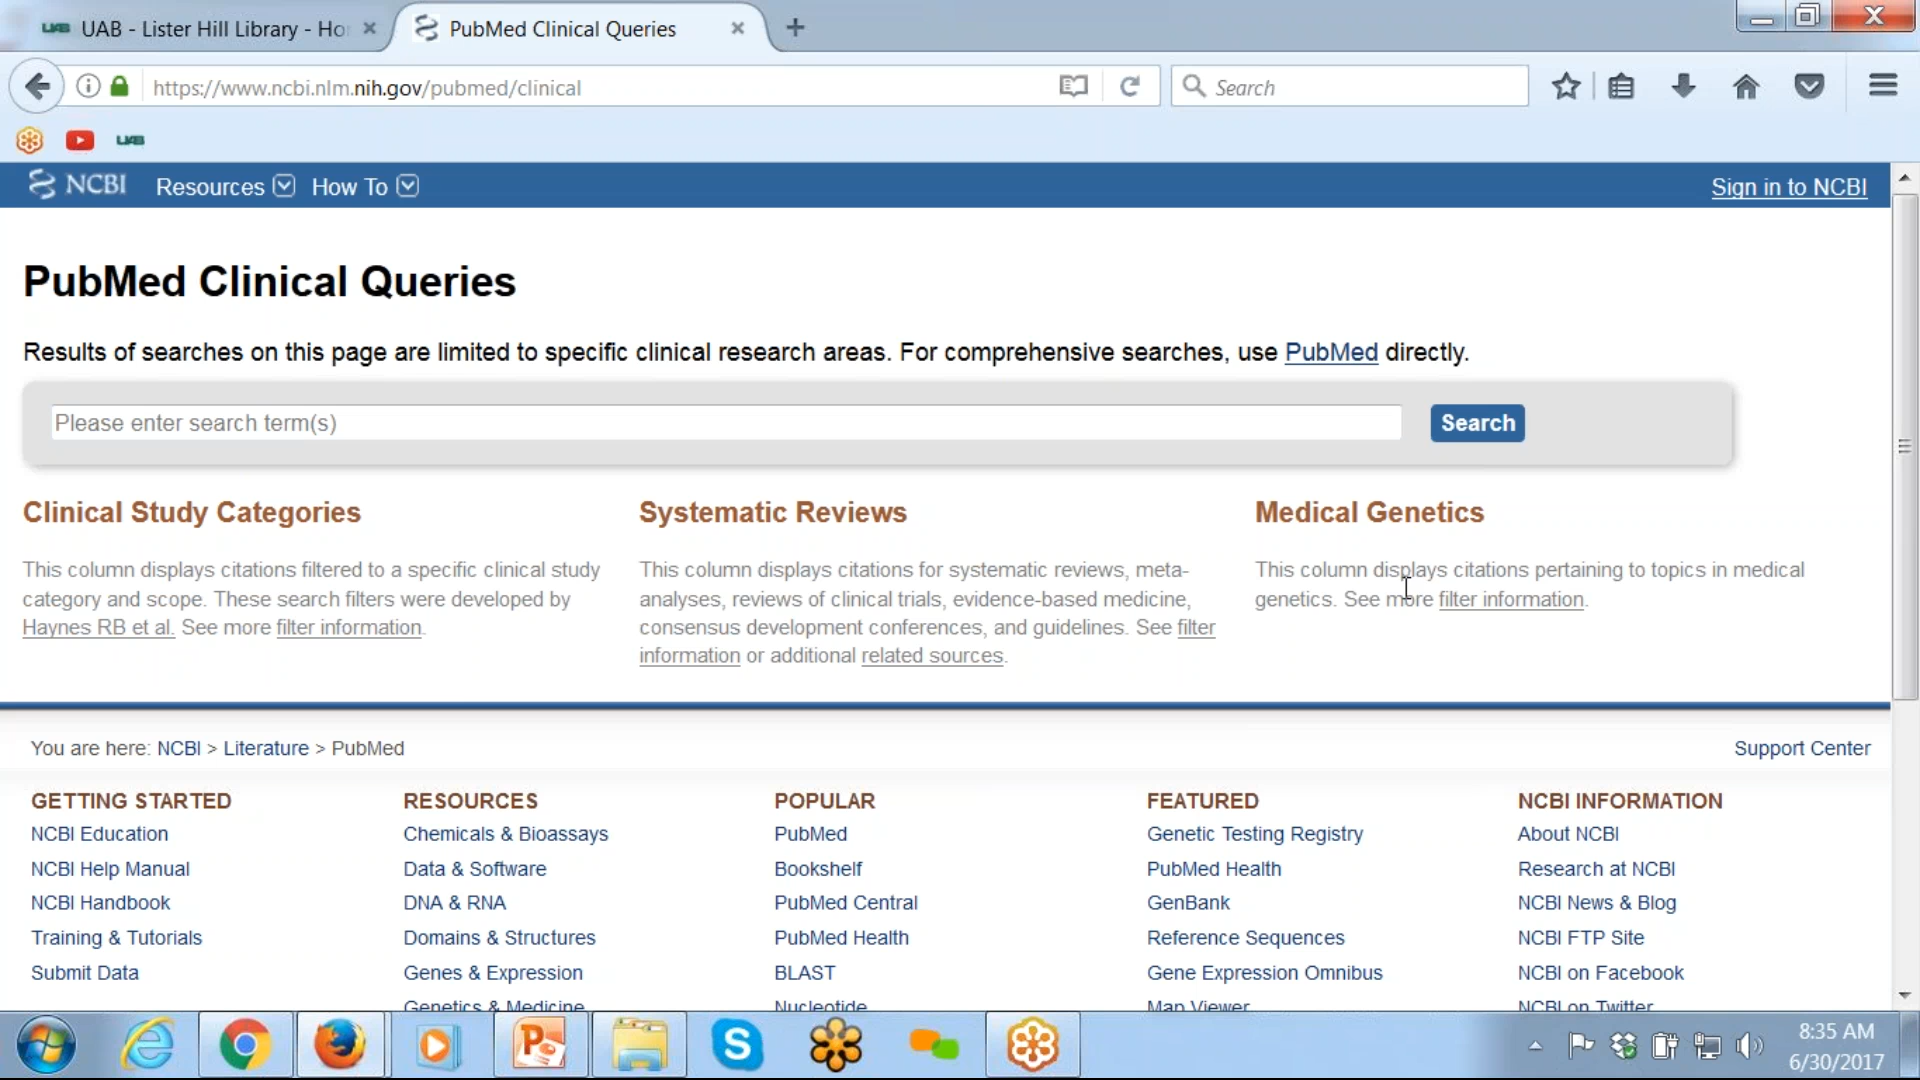 UAB UAB - Lister Hill Library - Ho
PubMed Clinical Queries
https://www.ncbi.nlm.nih.gov/pubmed/clinical
Search
UAB
NCBI Resources How To Sign in to NCBI
PubMed Clinical Queries
Results of searches on this page are limited to specific clinical research areas. For comprehensive searches, use PubMed directly.
Please enter search term(s)
Search
Clinical Study Categories
This column displays citations filtered to a specific clinical study
category and scope. These search filters were developed by
Haynes RB et al. See more filter information.
Systematic Reviews
This column displays citations for systematic reviews, meta-
analyses, reviews of clinical trials, evidence-based medicine,
consensus development conferences, and guidelines. See filter
information or additional related sources.
Medical Genetics
This column displays citations pertaining to topics in medical
genetics. See more filter information.
You are here: NCBI > Literature > PubMed
Support Center
GETTING STARTED
NCBI Education
NCBI Help Manual
NCBI Handbook
Training & Tutorials
Submit Data
RESOURCES
Chemicals & Bioassays
Data & Software
DNA & RNA
Domains & Structures
Genes & Expression
Genetics & Medicine
POPULAR
PubMed
Bookshelf
PubMed Central
PubMed Health
BLAST
Nucleotide
FEATURED
Genetic Testing Registry
PubMed Health
GenBank
Reference Sequences
Gene Expression Omnibus
Map Viewer
NCBI INFORMATION
About NCBI
Research at NCBI
NCBI News & Blog
NCBI FTP Site
NCBI on Facebook
NCBI on Twitter
8:35 AM
6/30/2017